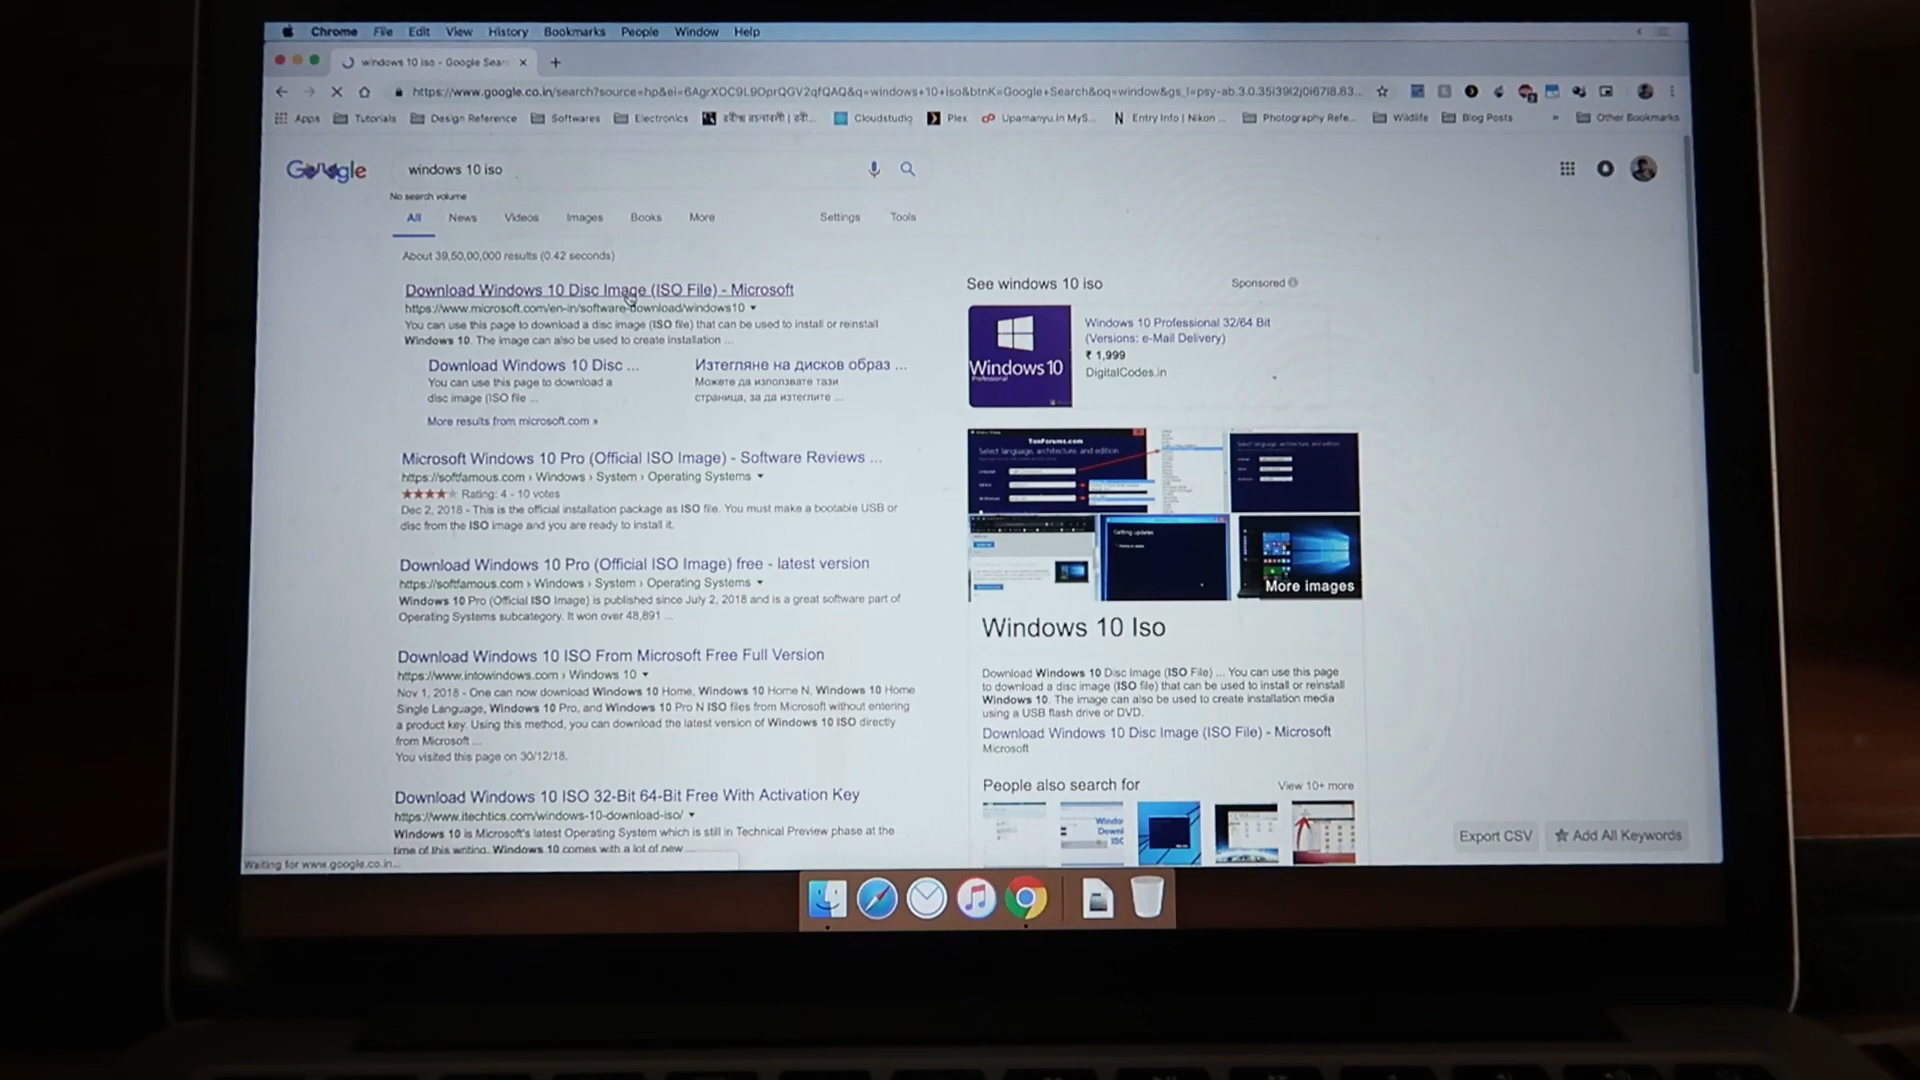 Chrome File Edit View History Bookmarks People Window Help
windows 10 iso - Google Sear
https://www.google.co.in/search?source=hp&ei=6AgrXOC9L9DprQGV2qfQAQ&q=windows+10+iso&btnK=Google+Search&oq=window&gs_l=psy-ab.3.0.35i39l2j0i67l8.83...
Apps Tutorials Design Reference Softwares Electronics Cloudstudio Plex Upamanyu.in MyS... Entry Info | Nikon ... Photography Refe... Wildlife Blog Posts » Other Bookmarks
Google windows 10 iso
No search volume
All News Videos Images Books More Settings Tools
About 39,50,00,000 results (0.42 seconds)
Download Windows 10 Disc Image (ISO File) - Microsoft
https://www.microsoft.com/en-in/software-download/windows10
You can use this page to download a disc image (ISO file) that can be used to install or reinstall
Windows 10. The image can also be used to create installation ...
Download Windows 10 Disc ...
You can use this page to download a
disc image (ISO file ...
Изтегляне на дисков образ ...
Можете да използвате тази
страница, за да изтеглите ...
More results from microsoft.com »
Microsoft Windows 10 Pro (Official ISO Image) - Software Reviews ...
https://softfamous.com › Windows › System › Operating Systems
Rating: 4 - 10 votes
Dec 2, 2018 - This is the official installation package as ISO file. You must make a bootable USB or
disc from the ISO image and you are ready to install it.
Download Windows 10 Pro (Official ISO Image) free - latest version
https://softfamous.com › Windows › System › Operating Systems
Windows 10 Pro (Official ISO Image) is published since July 2, 2018 and is a great software part of
Operating Systems subcategory. It won over 48,891 ...
Download Windows 10 ISO From Microsoft Free Full Version
https://www.intowindows.com › Windows 10
Nov 1, 2018 - One can now download Windows 10 Home, Windows 10 Home N, Windows 10 Home
Single Language, Windows 10 Pro, and Windows 10 Pro N ISO files from Microsoft without entering
a product key. Using this method, you can download the latest version of Windows 10 ISO directly
from Microsoft ...
You visited this page on 30/12/18.
Download Windows 10 ISO 32-Bit 64-Bit Free With Activation Key
https://www.itechtics.com/windows-10-download-iso/
Windows 10 is Microsoft's latest Operating System which is still in Technical Preview phase at the
time of this writing. Windows 10 comes with a lot of new
Waiting for www.google.co.in...
See windows 10 iso Sponsored
Windows 10
Professional
Windows 10 Professional 32/64 Bit
(Versions: e-Mail Delivery)
₹ 1,999
DigitalCodes.in
TenForums.com
Select language, architecture, and edition
Select language, architecture, and edition
Getting updates
More images
Windows 10 Iso
Download Windows 10 Disc Image (ISO File) ... You can use this page
to download a disc image (ISO file) that can be used to install or reinstall
Windows 10. The image can also be used to create installation media
using a USB flash drive or DVD.
Download Windows 10 Disc Image (ISO File) - Microsoft
Microsoft
People also search for View 10+ more
Export CSV Add All Keywords